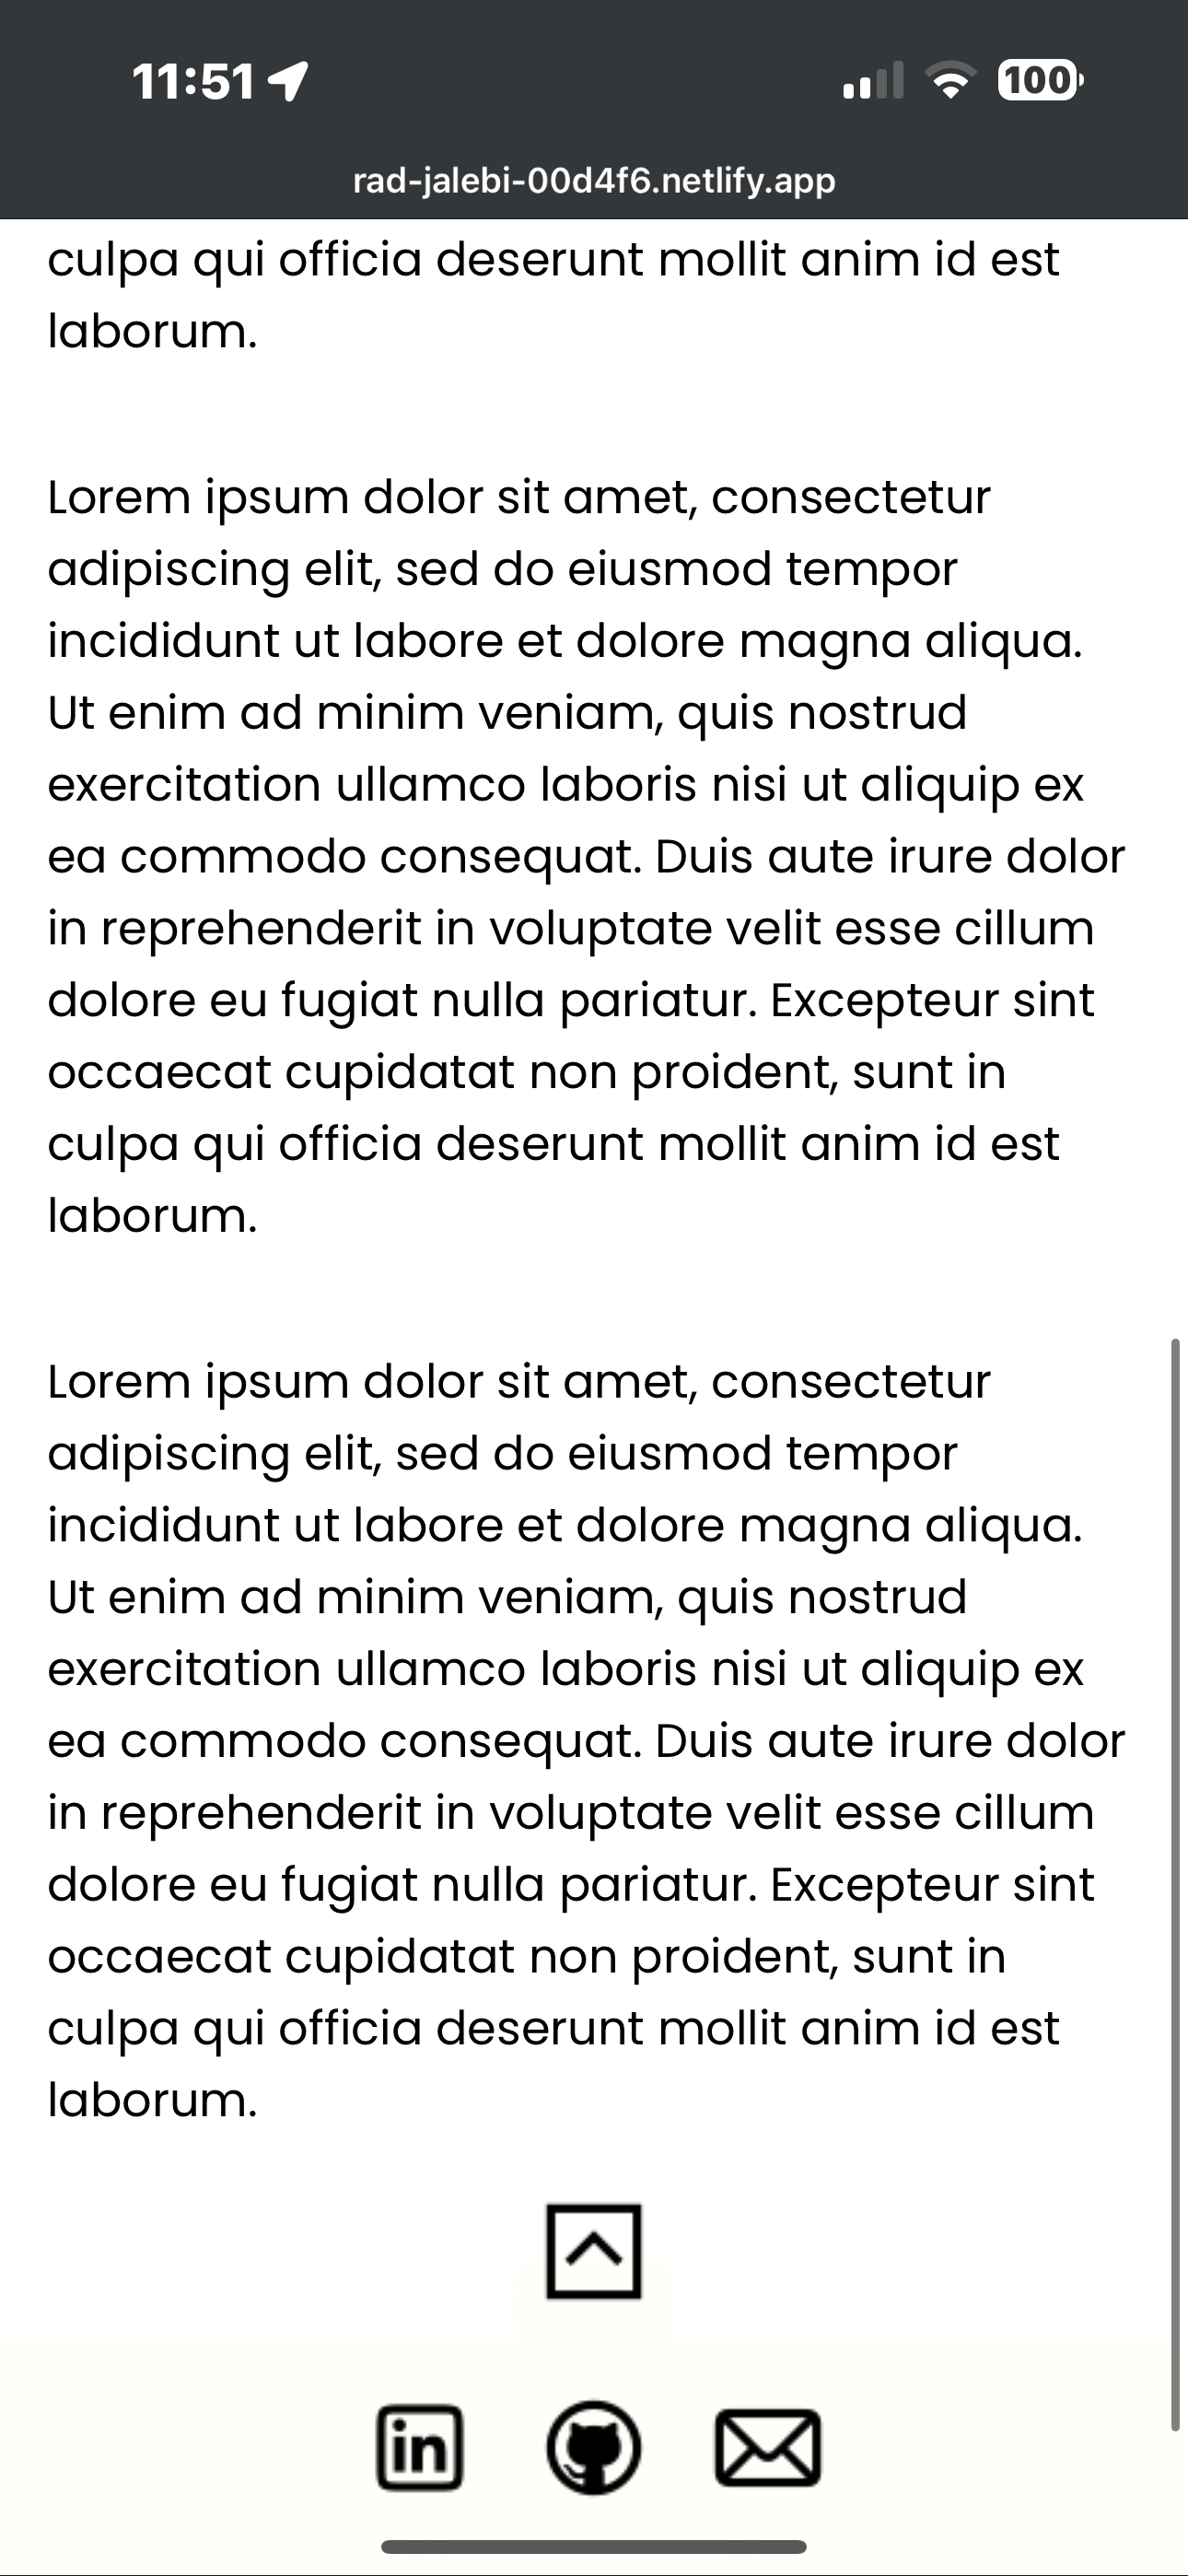 11:51
100
rad-jalebi-00d4f6.netlify.app
culpa qui officia deserunt mollit anim id est
laborum.
Lorem ipsum dolor sit amet, consectetur
adipiscing elit, sed do eiusmod tempor
incididunt ut labore et dolore magna aliqua.
Ut enim ad minim veniam, quis nostrud
exercitation ullamco laboris nisi ut aliquip ex
ea commodo consequat. Duis aute irure dolor
in reprehenderit in voluptate velit esse cillum
dolore eu fugiat nulla pariatur. Excepteur sint
occaecat cupidatat non proident, sunt in
culpa qui officia deserunt mollit anim id est
laborum.
Lorem ipsum dolor sit amet, consectetur
adipiscing elit, sed do eiusmod tempor
incididunt ut labore et dolore magna aliqua.
Ut enim ad minim veniam, quis nostrud
exercitation ullamco laboris nisi ut aliquip ex
ea commodo consequat. Duis aute irure dolor
in reprehenderit in voluptate velit esse cillum
dolore eu fugiat nulla pariatur. Excepteur sint
occaecat cupidatat non proident, sunt in
culpa qui officia deserunt mollit anim id est
laborum.
in